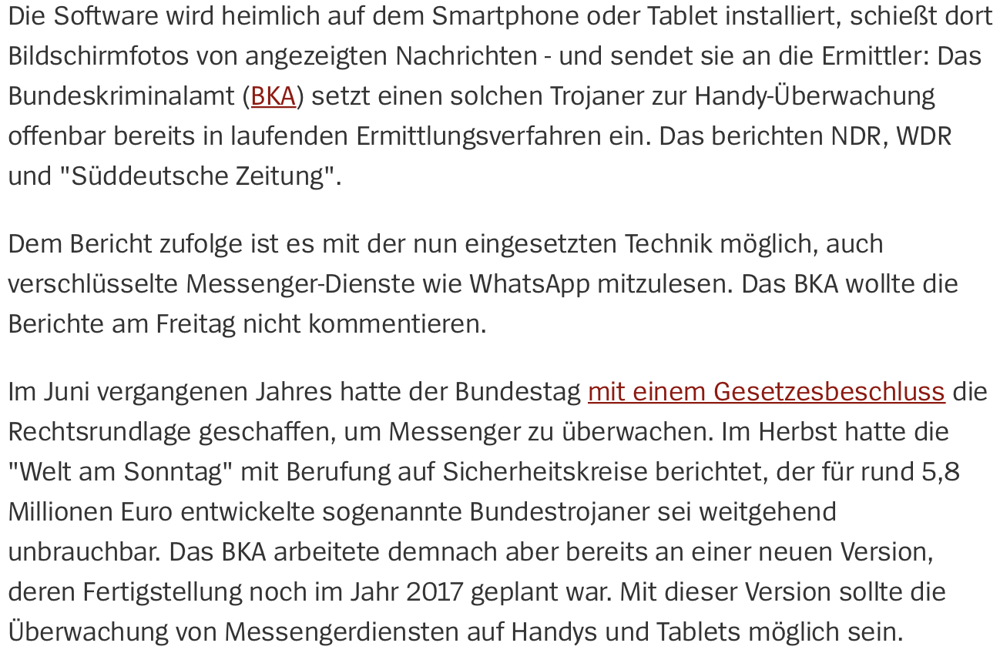 Die Software wird heimlich auf dem Smartphone oder Tablet installiert, schießt dort
Bildschirmfotos von angezeigten Nachrichten - und sendet sie an die Ermittler: Das
Bundeskriminalamt (BKA) setzt einen solchen Trojaner zur Handy-Überwachung
offenbar bereits in laufenden Ermittlungsverfahren ein. Das berichten NDR, WDR
und "Süddeutsche Zeitung".
Dem Bericht zufolge ist es mit der nun eingesetzten Technik möglich, auch
verschlüsselte Messenger-Dienste wie WhatsApp mitzulesen. Das BKA wollte die
Berichte am Freitag nicht kommentieren.
Im Juni vergangenen Jahres hatte der Bundestag mit einem Gesetzesbeschluss die
Rechtsrundlage geschaffen, um Messenger zu überwachen. Im Herbst hatte die
"Welt am Sonntag" mit Berufung auf Sicherheitskreise berichtet, der für rund 5,8
Millionen Euro entwickelte sogenannte Bundestrojaner sei weitgehend
unbrauchbar. Das BKA arbeitete demnach aber bereits an einer neuen Version,
deren Fertigstellung noch im Jahr 2017 geplant war. Mit dieser Version sollte die
Überwachung von Messengerdiensten auf Handys und Tablets möglich sein.